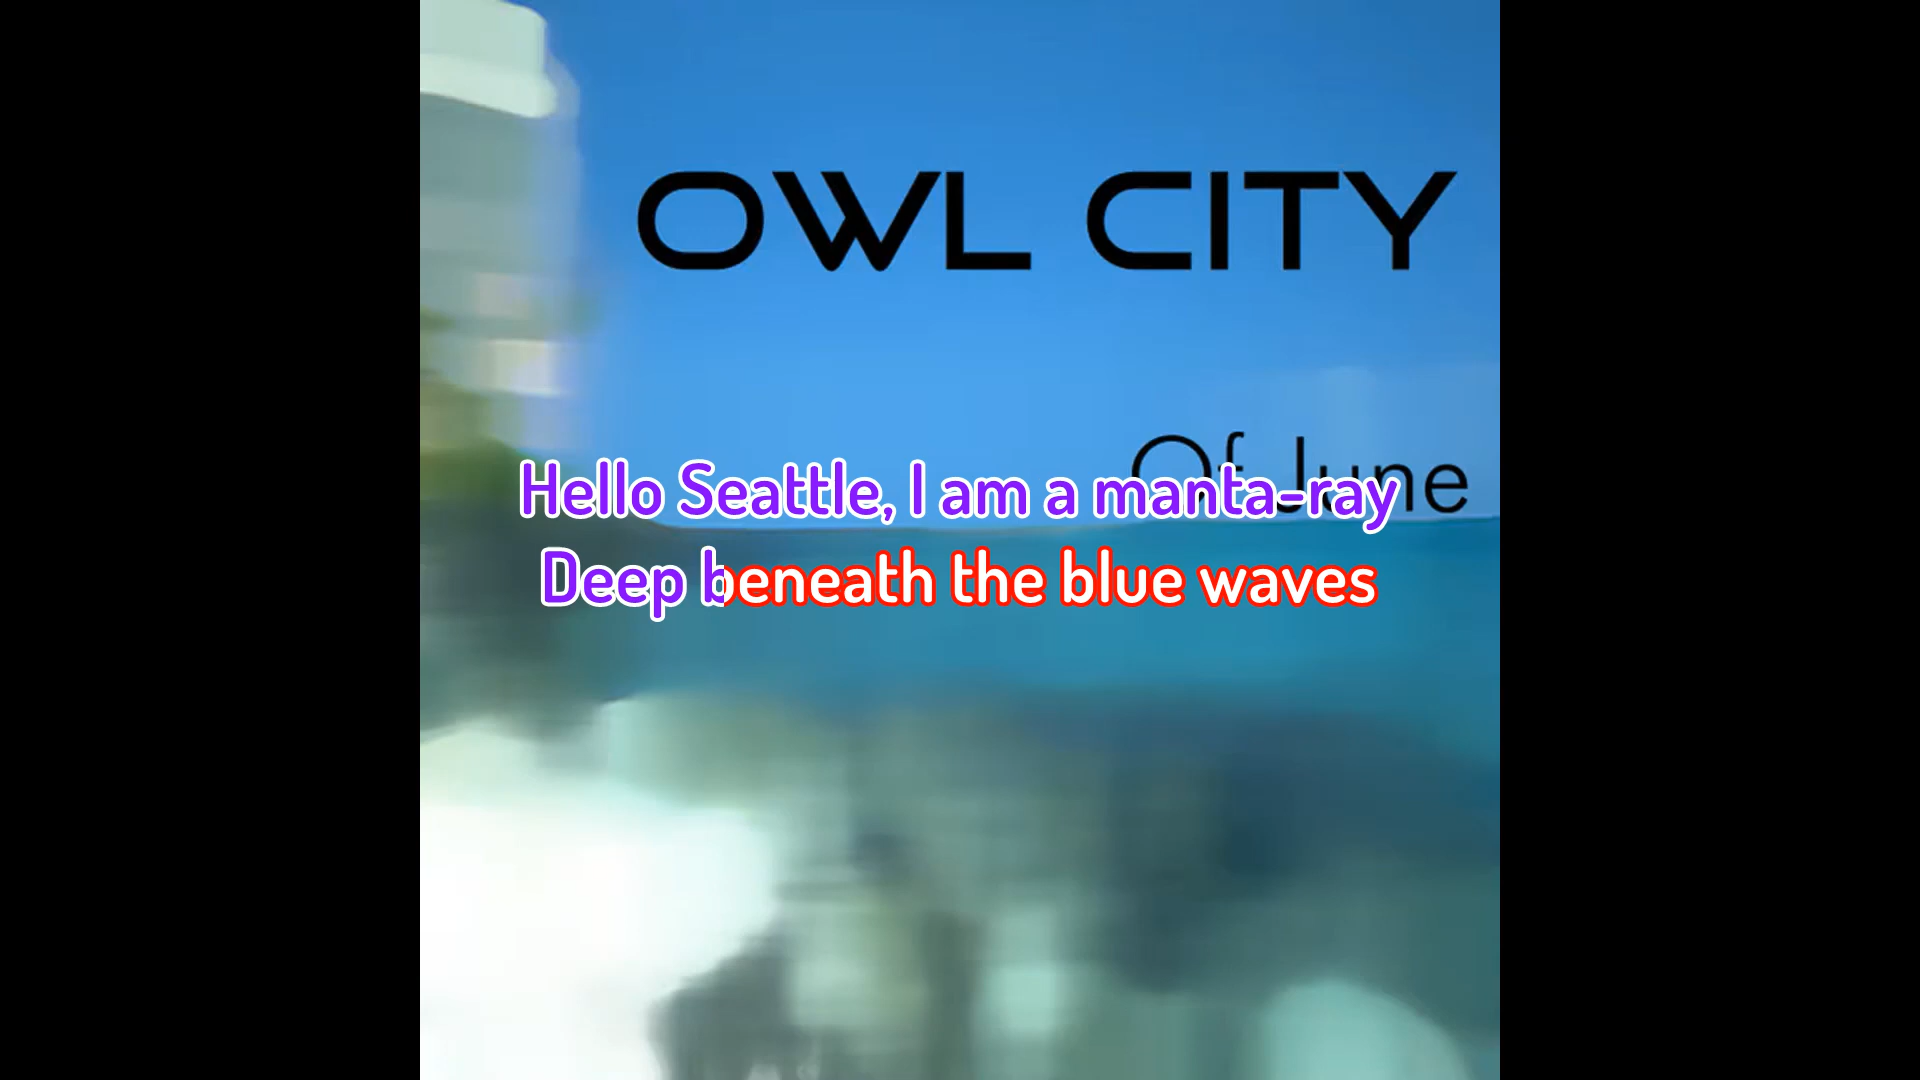 OWL CITY
Of June
Hello Seattle, I am a manta-ray
Deep beneath the blue waves